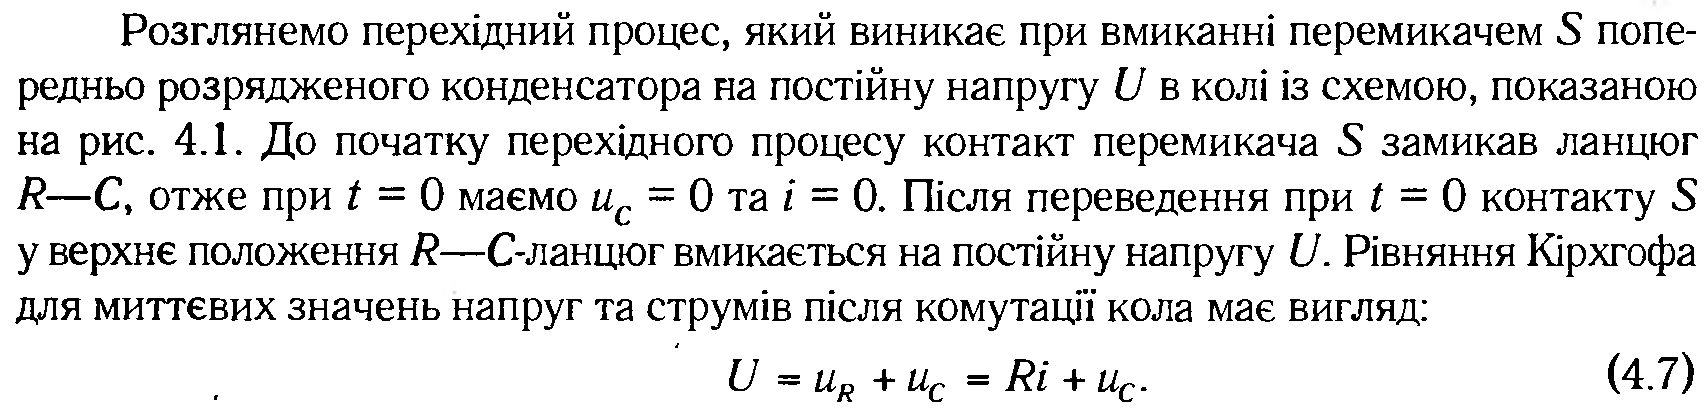 Розглянемо перехідний процес, який виникає при вмиканні перемикачем S попе-
редньо розрядженого конденсатора на постійну напругу U в колі із схемою, показаною
на рис. 4.1. До початку перехідного процесу контакт перемикача S замикав ланцюг
R—C, отже при t = 0 маємо u_C = 0 та i = 0. Після переведення при t = 0 контакту S
у верхнє положення R—C-ланцюг вмикається на постійну напругу U. Рівняння Кірхгофа
для миттєвих значень напруг та струмів після комутації кола має вигляд:
U = u_R + u_C = Ri + u_C. (4.7)